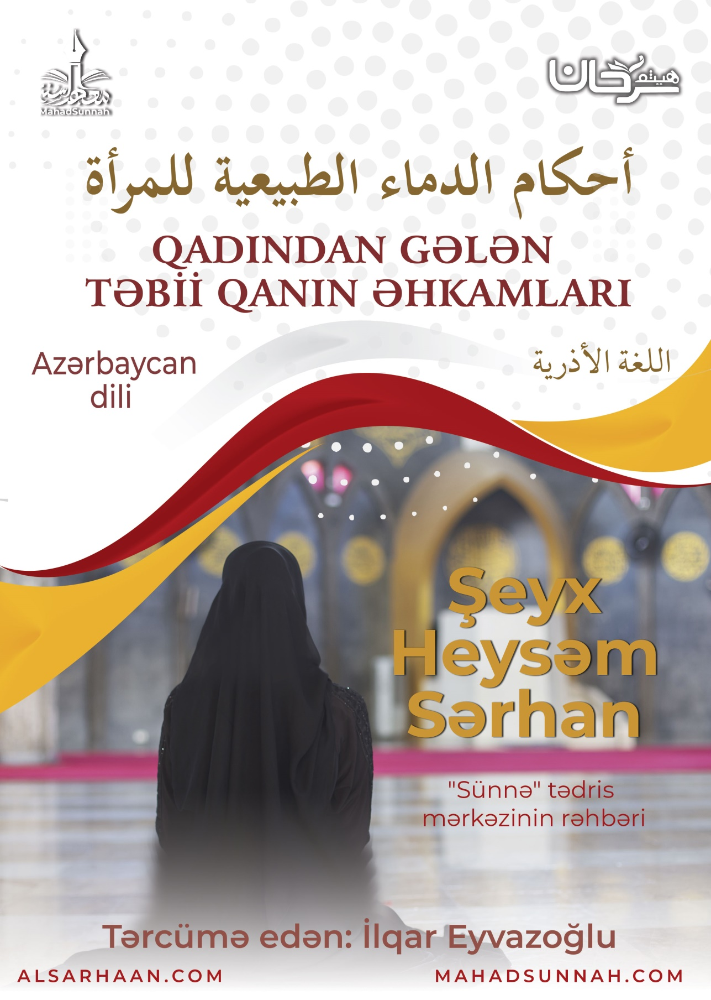 MahadSunnah
هيثم
سرحان
أحكام الدماء الطبيعية للمرأة
QADINDAN GƏLƏN
TƏBİİ QANIN ƏHKAMLARI
Azərbaycan
dili
اللغة الأذرية
Şeyx
Heysəm
Sərhan
"Sünnə" tədris
mərkəzinin rəhbəri
Tərcümə edən: İlqar Eyvazoğlu
ALSARHAAN.COM
MAHADSUNNAH.COM